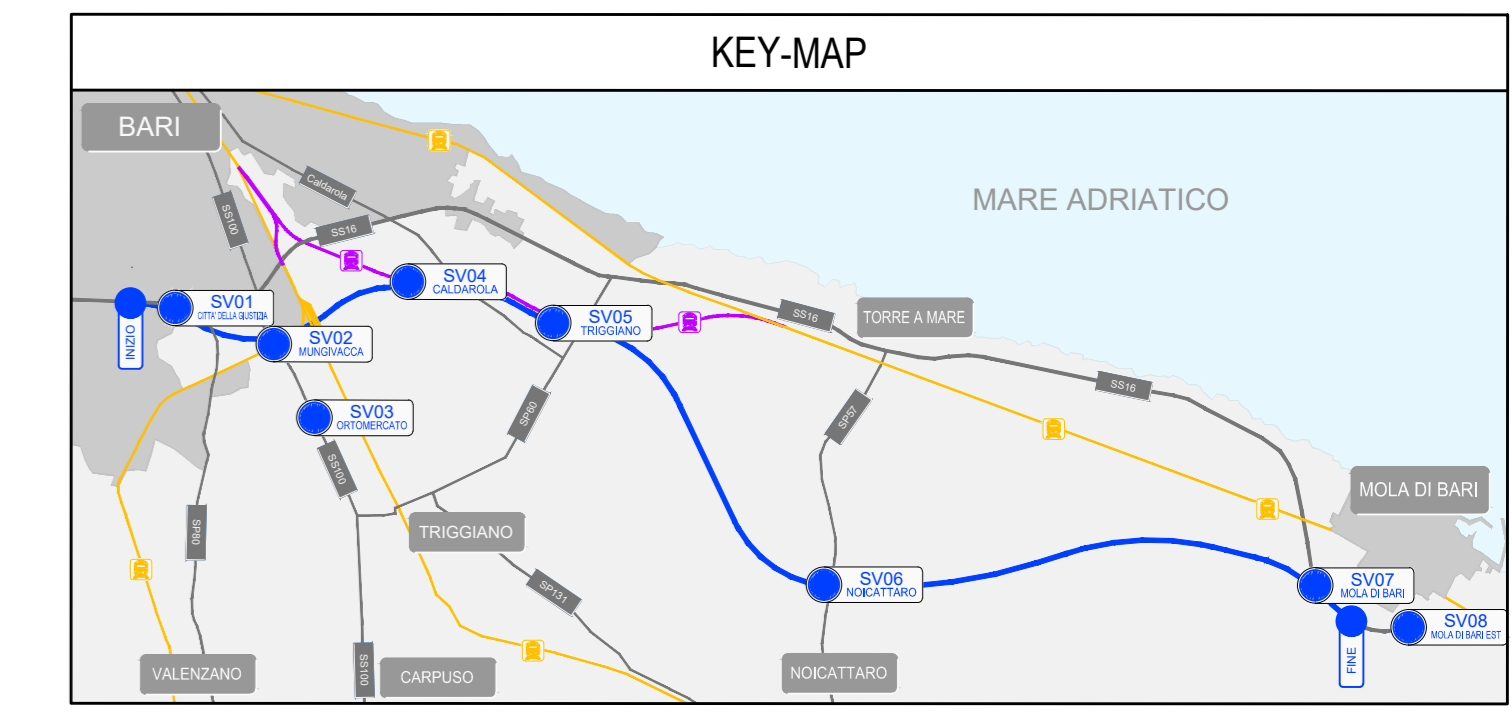 KEY-MAP
BARI
MARE ADRIATICO
Caldarola
SS100
SS16
SV04
CALDAROLA
SV01
CITTA' DELLA GIUSTIZIA
SV05
TRIGGIANO
SS16
TORRE A MARE
INIZIO
SV02
MUNGIVACCA
SS16
SV03
ORTOMERCATO
SP60
SP57
SS100
MOLA DI BARI
SP80
TRIGGIANO
SP131
SV06
NOICATTARO
SV07
MOLA DI BARI
SV08
MOLA DI BARI EST
FINE
VALENZANO
SS100
CARPUSO
NOICATTARO